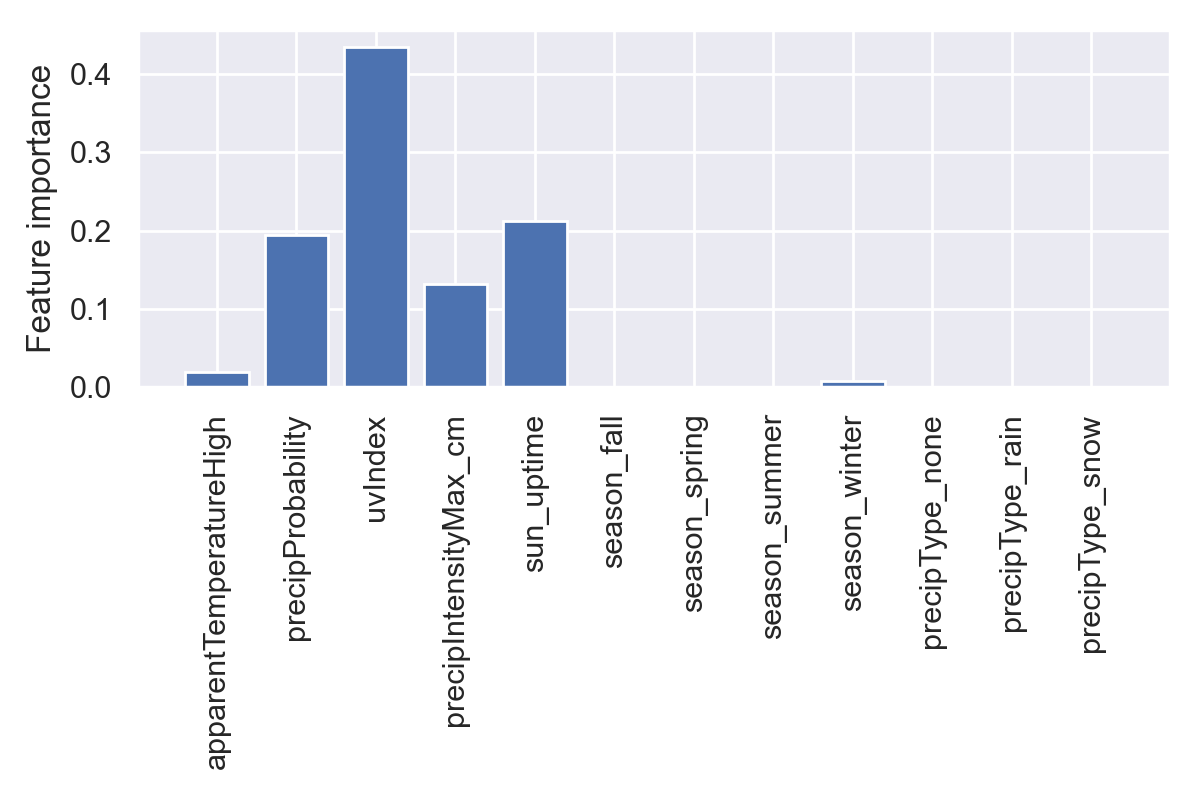 Feature importance
0.4
0.3
0.2
0.1
0.0
apparentTemperatureHigh
precipProbability
uvIndex
precipIntensityMax_cm
sun_uptime
season_fall
season_spring
season_summer
season_winter
precipType_none
precipType_rain
precipType_snow